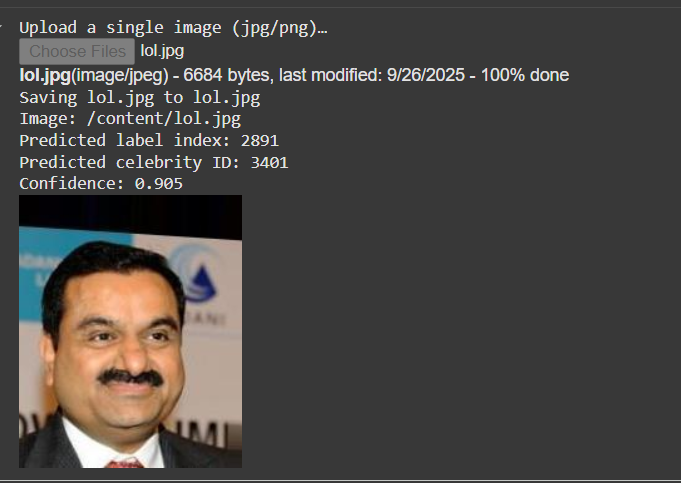 Upload a single image (jpg/png)…
Choose Files lol.jpg
lol.jpg(image/jpeg) - 6684 bytes, last modified: 9/26/2025 - 100% done
Saving lol.jpg to lol.jpg
Image: /content/lol.jpg
Predicted label index: 2891
Predicted celebrity ID: 3401
Confidence: 0.905